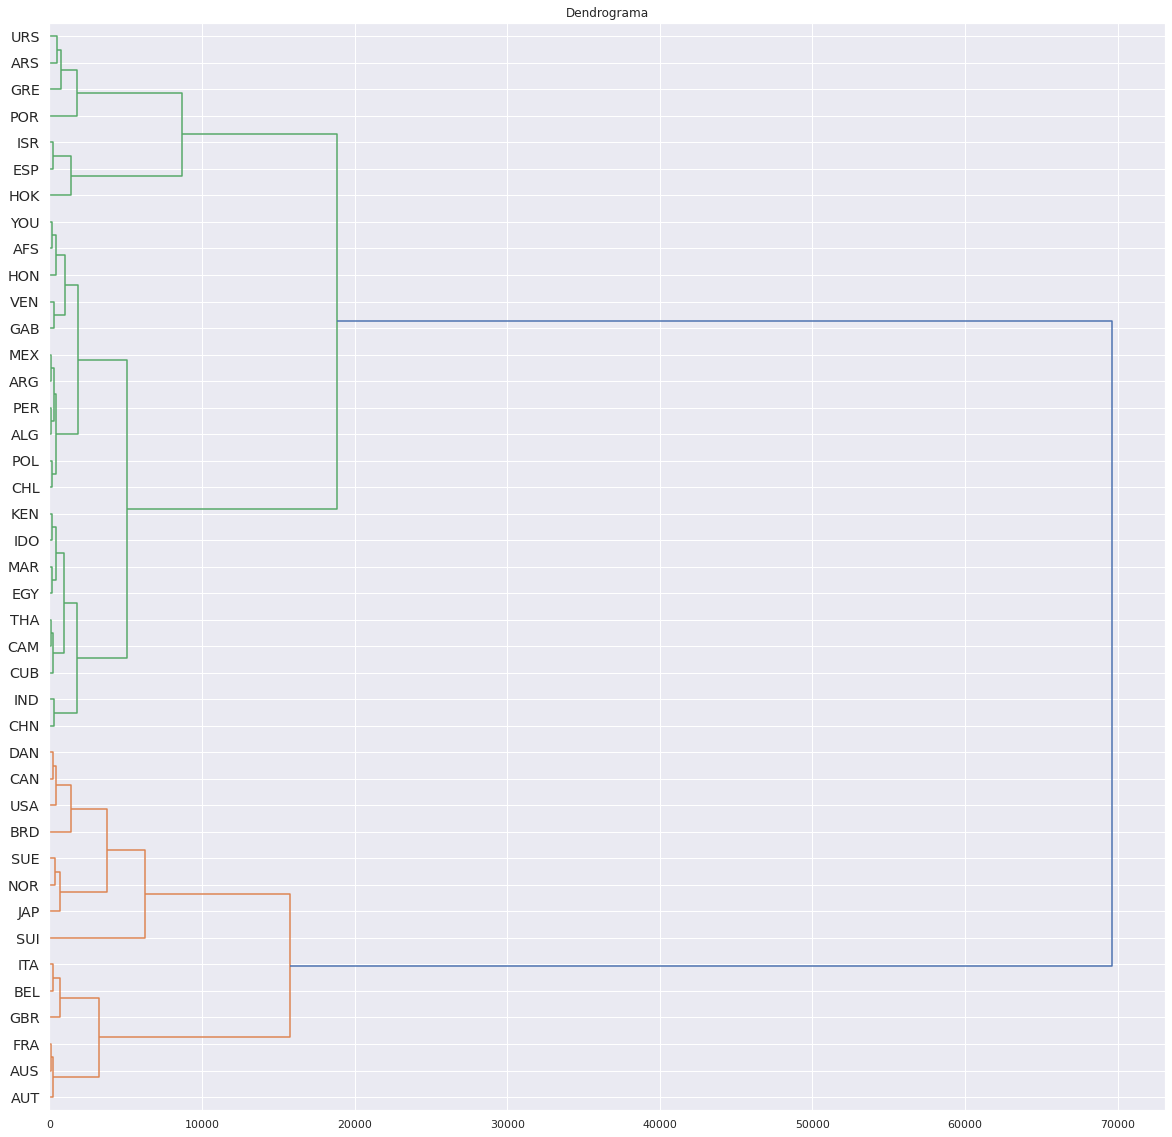 Dendrograma
URS
ARS
GRE
POR
ISR
ESP
HOK
YOU
AFS
HON
VEN
GAB
MEX
ARG
PER
ALG
POL
CHL
KEN
IDO
MAR
EGY
THA
CAM
CUB
IND
CHN
DAN
CAN
USA
BRD
SUE
NOR
JAP
SUI
ITA
BEL
GBR
FRA
AUS
AUT
0 10000 20000 30000 40000 50000 60000 70000